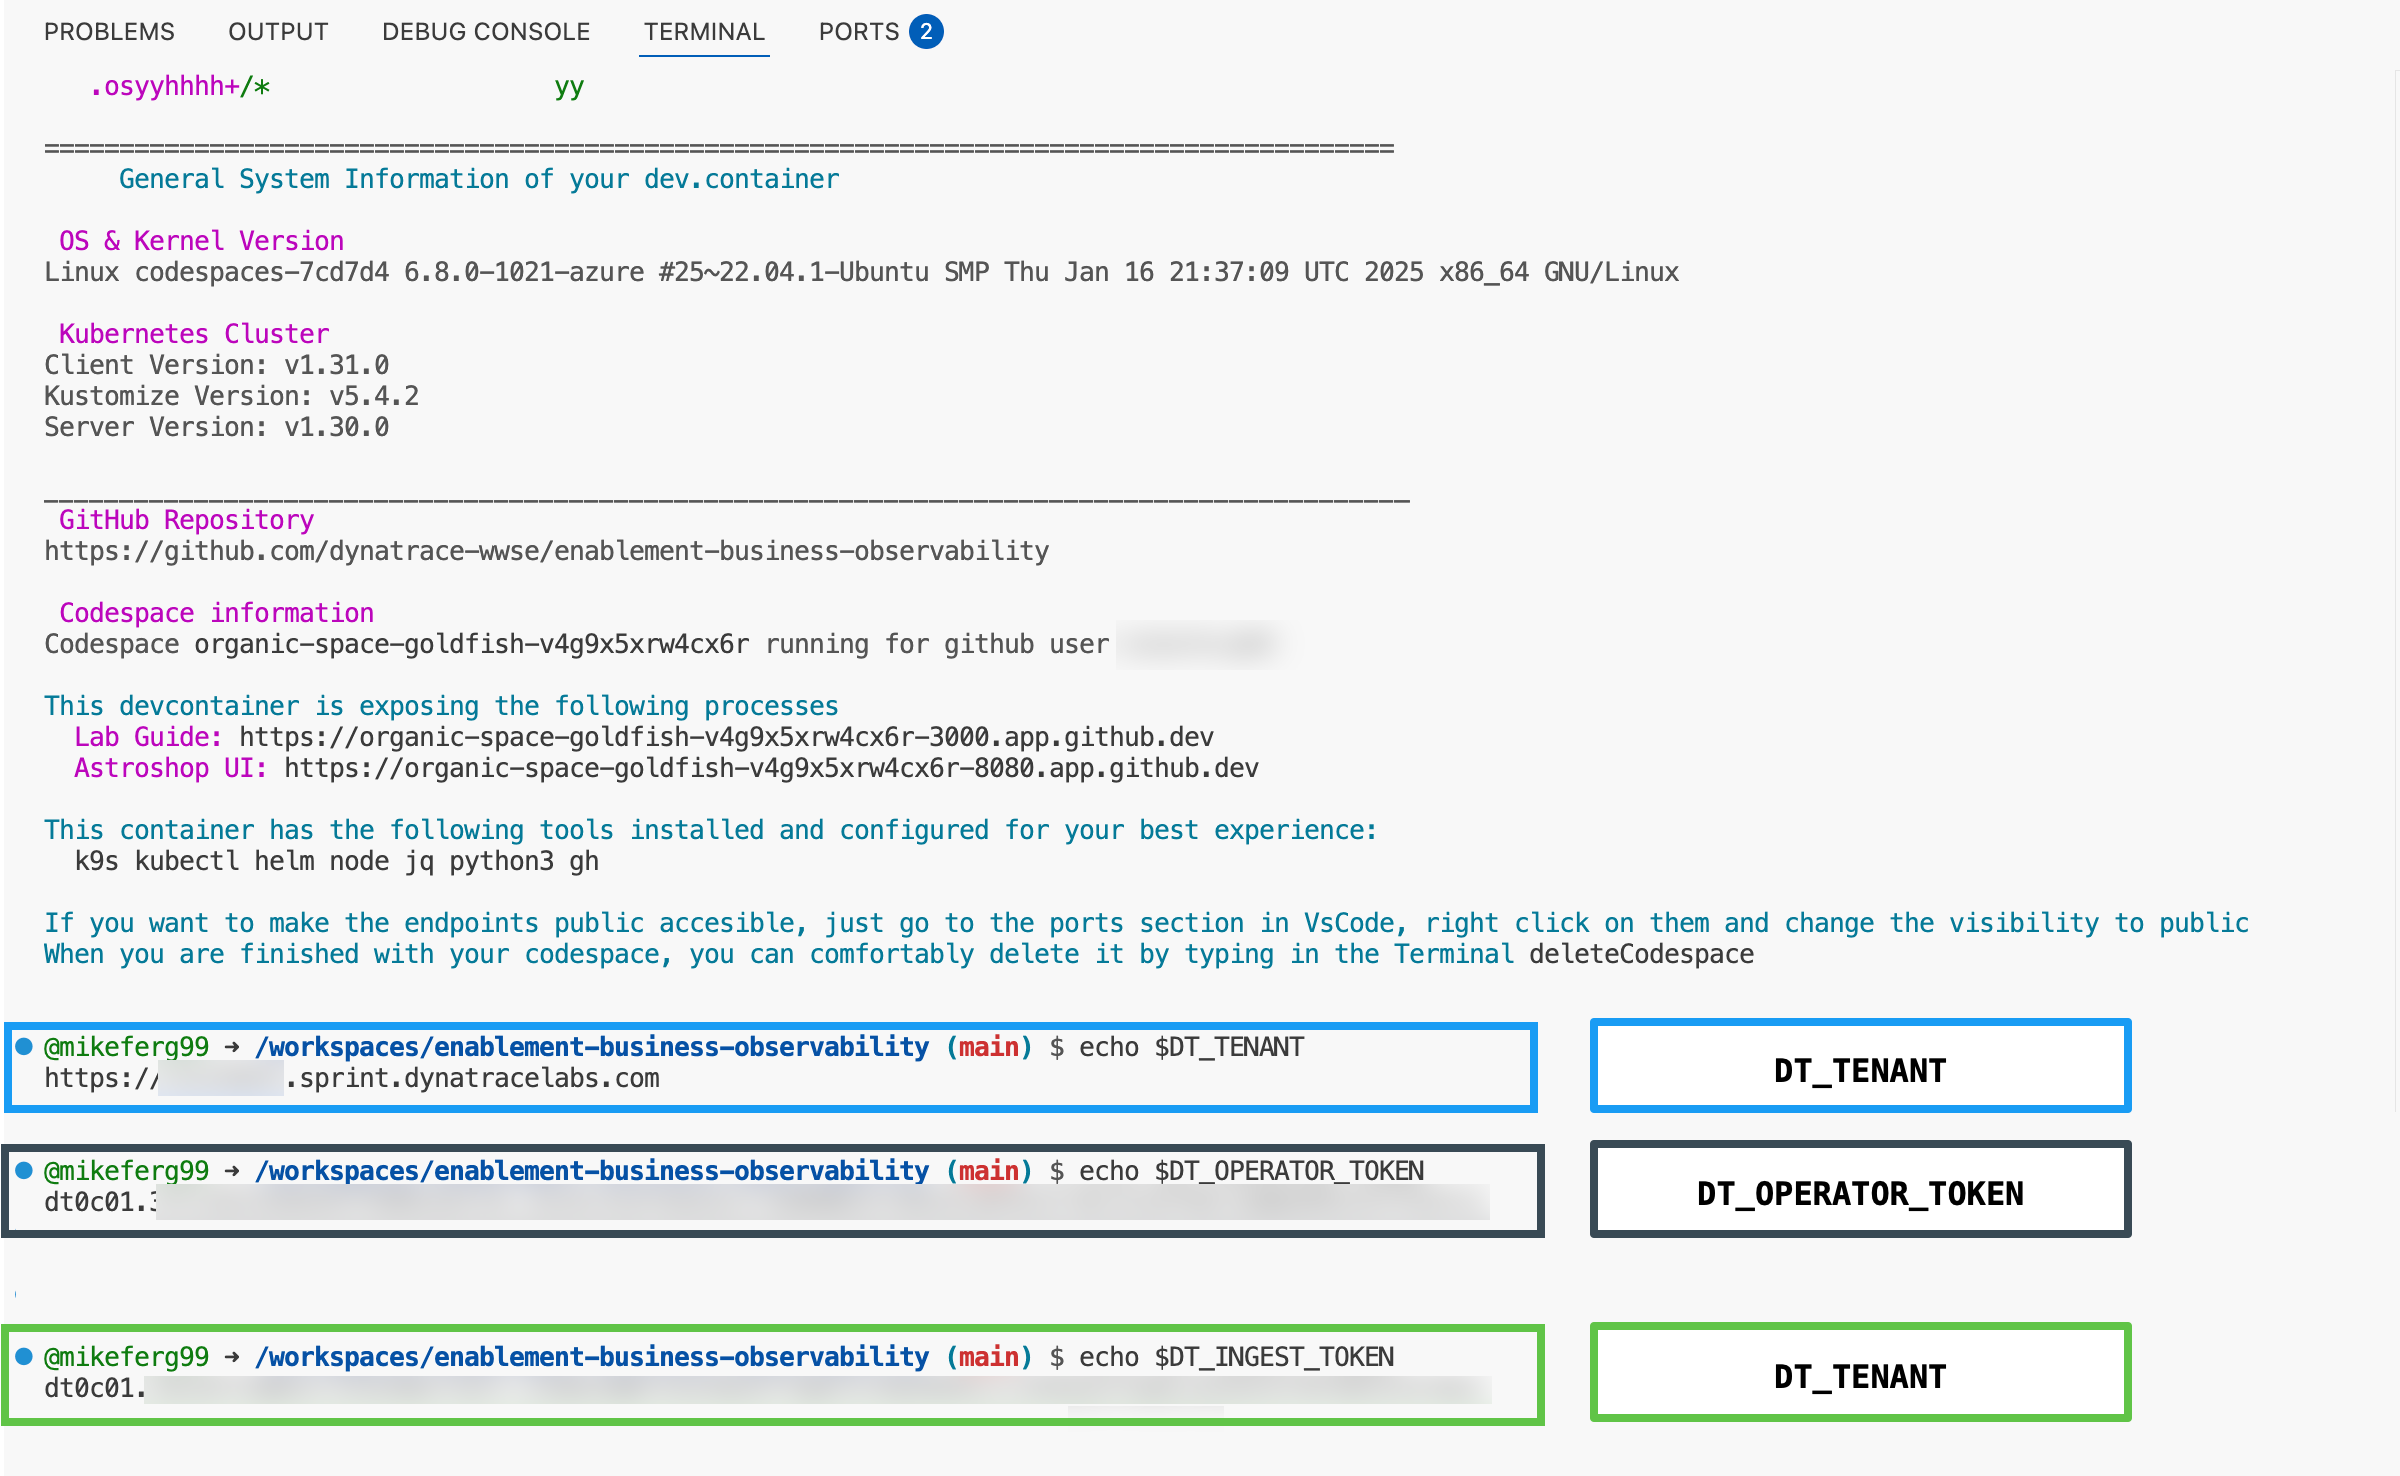 PROBLEMS OUTPUT DEBUG CONSOLE TERMINAL PORTS 2
.osyyhhhh+/* yy
==========================================================================================
General System Information of your dev.container
OS & Kernel Version
Linux codespaces-7cd7d4 6.8.0-1021-azure #25~22.04.1-Ubuntu SMP Thu Jan 16 21:37:09 UTC 2025 x86_64 GNU/Linux
Kubernetes Cluster
Client Version: v1.31.0
Kustomize Version: v5.4.2
Server Version: v1.30.0
___________________________________________________________________________________________
GitHub Repository
https://github.com/dynatrace-wwse/enablement-business-observability
Codespace information
Codespace organic-space-goldfish-v4g9x5xrw4cx6r running for github user
This devcontainer is exposing the following processes
Lab Guide: https://organic-space-goldfish-v4g9x5xrw4cx6r-3000.app.github.dev
Astroshop UI: https://organic-space-goldfish-v4g9x5xrw4cx6r-8080.app.github.dev
This container has the following tools installed and configured for your best experience:
k9s kubectl helm node jq python3 gh
If you want to make the endpoints public accesible, just go to the ports section in VsCode, right click on them and change the visibility to public
When you are finished with your codespace, you can comfortably delete it by typing in the Terminal deleteCodespace
@mikeferg99 ➜ /workspaces/enablement-business-observability (main) $ echo $DT_TENANT
https:// .sprint.dynatracelabs.com
DT_TENANT
@mikeferg99 ➜ /workspaces/enablement-business-observability (main) $ echo $DT_OPERATOR_TOKEN
dt0c01.3
DT_OPERATOR_TOKEN
@mikeferg99 ➜ /workspaces/enablement-business-observability (main) $ echo $DT_INGEST_TOKEN
dt0c01.
DT_TENANT